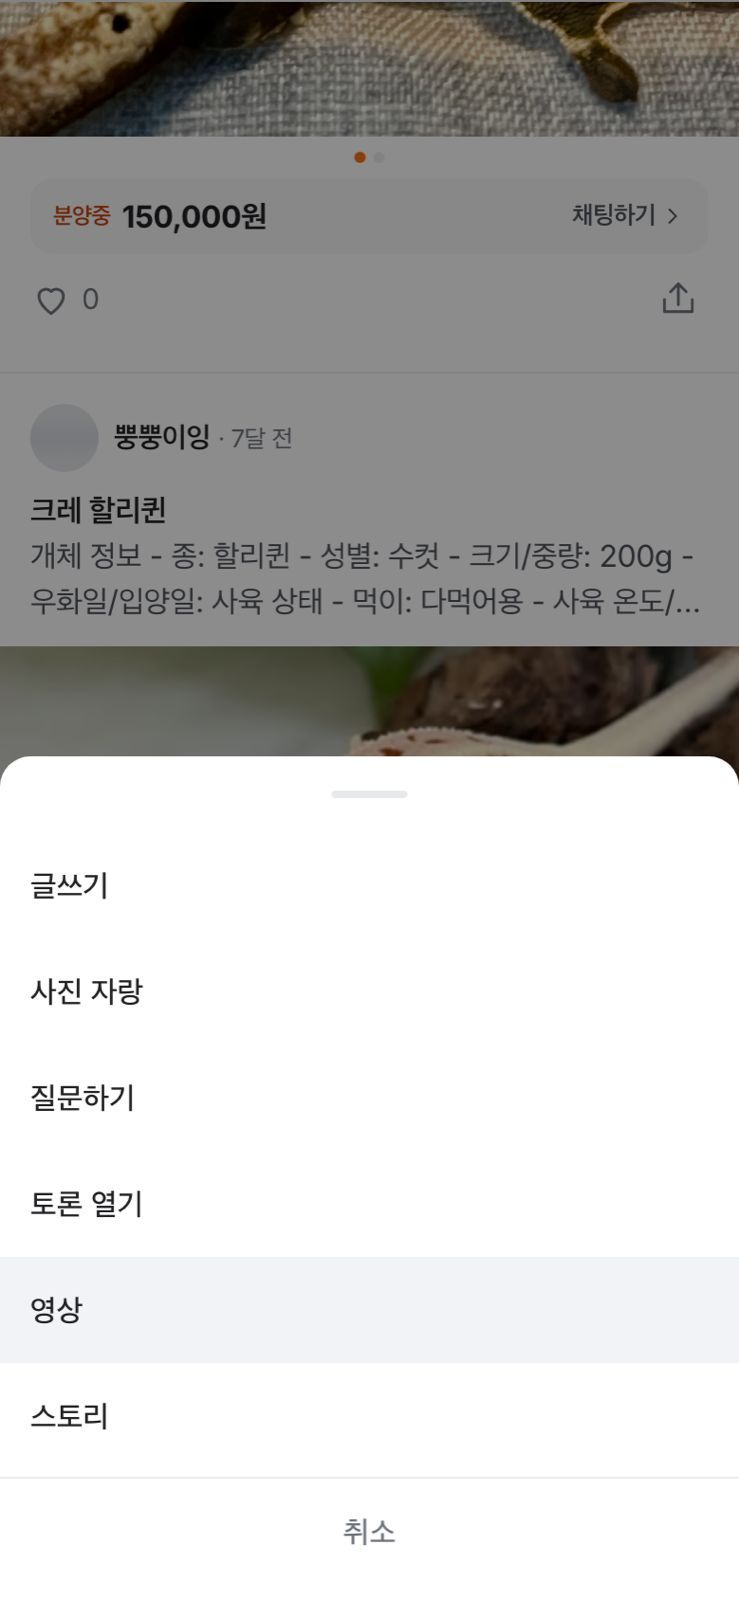 분양중 150,000원 채팅하기
0
뿡뿡이잉 · 7달 전
크레 할리퀸
개체 정보 - 종: 할리퀸 - 성별: 수컷 - 크기/중량: 200g -
우화일/입양일: 사육 상태 - 먹이: 다먹어용 - 사육 온도/...
글쓰기
사진 자랑
질문하기
토론 열기
영상
스토리
취소